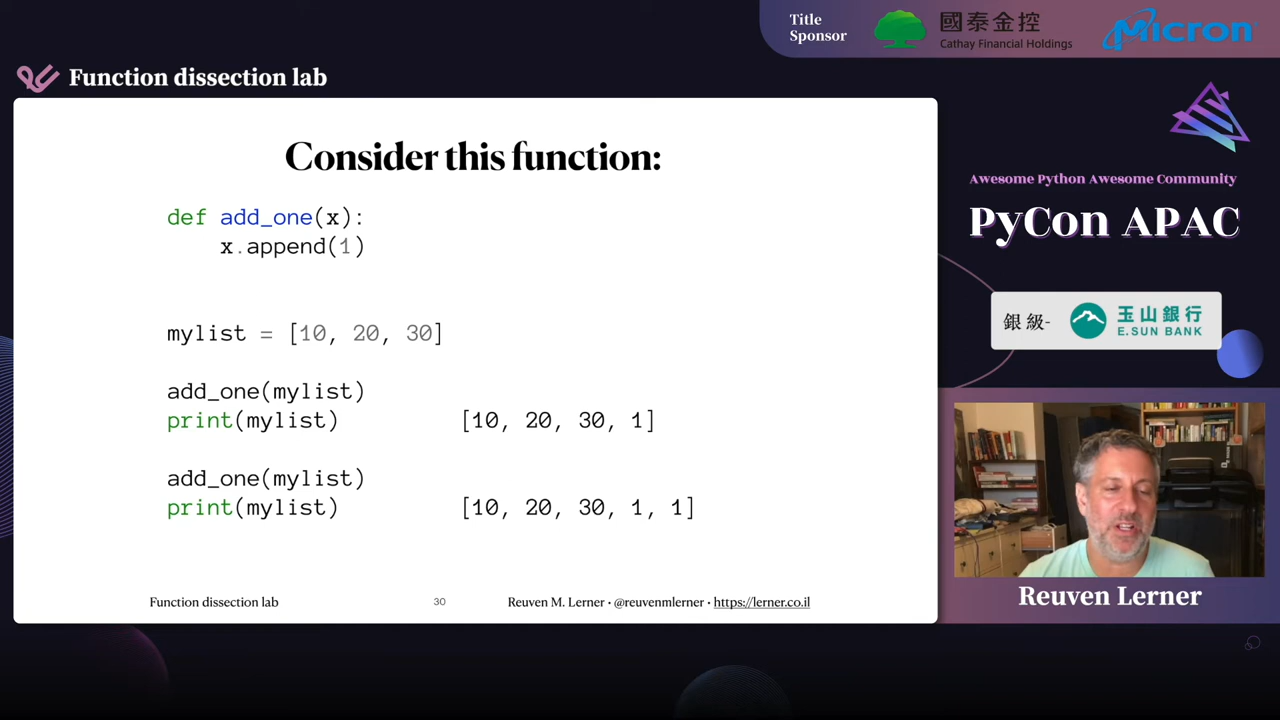 Title
Sponsor
國泰金控
Cathay Financial Holdings
Micron
Function dissection lab
Consider this function:
def add_one(x):
    x.append(1)
mylist = [10, 20, 30]
add_one(mylist)
print(mylist) [10, 20, 30, 1]
add_one(mylist)
print(mylist) [10, 20, 30, 1, 1]
Function dissection lab 30 Reuven M. Lerner • @reuvenmlerner • https://lerner.co.il
Awesome Python Awesome Community
PyCon APAC
銀級-
玉山銀行
E.SUN BANK
Reuven Lerner